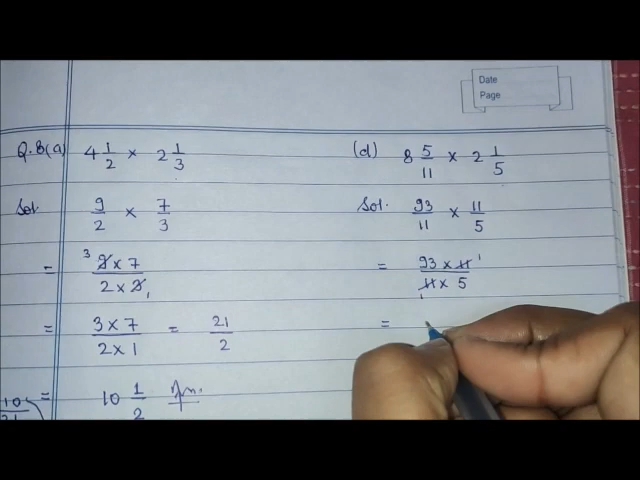 Date
Page
Q.8(a) 4 1/2 × 2 1/3
Sol. 9/2 × 7/3
= 3 9 × 7 / 2 × 3 1
= 3 × 7 / 2 × 1 = 21/2
= 10 1/2 Ans.
(d) 8 5/11 × 2 1/5
Sol. 93/11 × 11/5
= 93 × 11 1 / 11 1 × 5
=
10